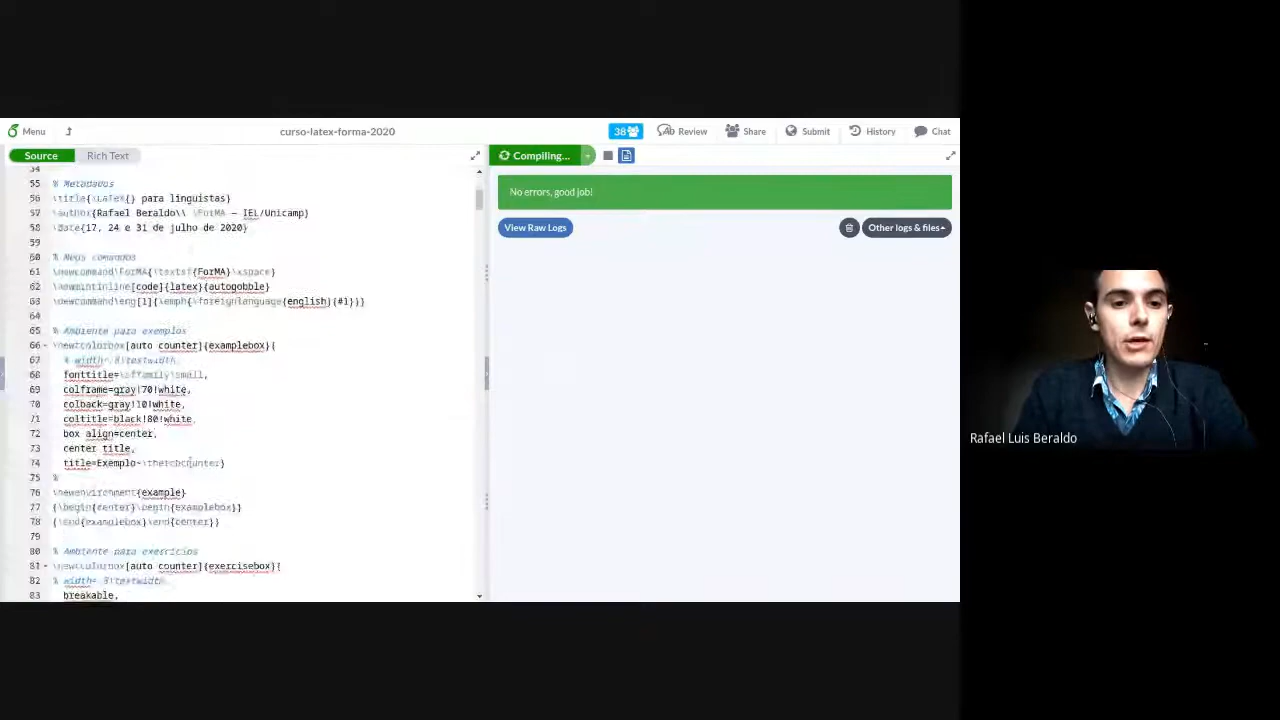 Menu
curso-latex-forma-2020
38
Review
Share
Submit
History
Chat
Source
Rich Text
Compiling...
54
55 % Metadados
56 \title{\LaTeX{} para linguistas}
57 \author{Rafael Beraldo\\ \ForMA — IEL/Unicamp}
58 \date{17, 24 e 31 de julho de 2020}
59
60 % Meus comandos
61 \newcommand\ForMA{\textsf{ForMA}\xspace}
62 \newmintinline[code]{latex}{autogobble}
63 \newcommand\eng[1]{\emph{\foreignlanguage{english}{#1}}}
64
65 % Ambiente para exemplos
66 \newtcolorbox[auto counter]{examplebox}{
67 % width=.8\textwidth,
68 fonttitle=\sffamily\small,
69 colframe=gray!70!white,
70 colback=gray!10!white,
71 coltitle=black!80!white,
72 box align=center,
73 center title,
74 title=Exemplo~\thetcbcounter}
75 %
76 \newenvironment{example}
77 {\begin{center}\begin{examplebox}}
78 {\end{examplebox}\end{center}}
79
80 % Ambiente para exercícios
81 \newtcolorbox[auto counter]{exercisebox}{
82 % width=.8\textwidth,
83 breakable,
No errors, good job!
View Raw Logs
Other logs & files
Rafael Luis Beraldo